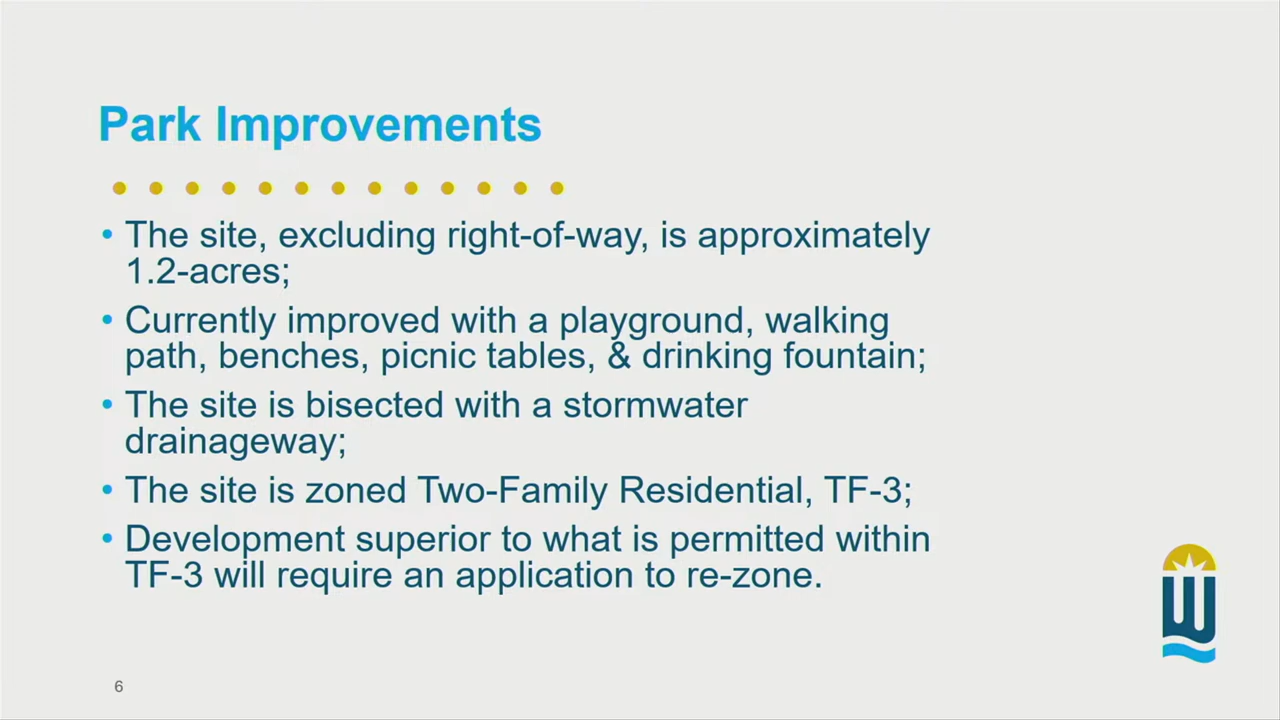 Park Improvements
• The site, excluding right-of-way, is approximately
1.2-acres;
• Currently improved with a playground, walking
path, benches, picnic tables, & drinking fountain;
• The site is bisected with a stormwater
drainageway;
• The site is zoned Two-Family Residential, TF-3;
• Development superior to what is permitted within
TF-3 will require an application to re-zone.
W
6